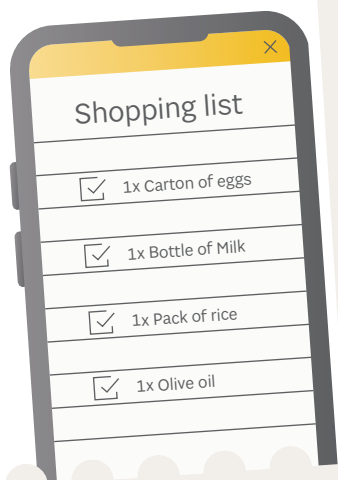 Shopping list
1x Carton of eggs
1x Bottle of Milk
1x Pack of rice
1x Olive oil